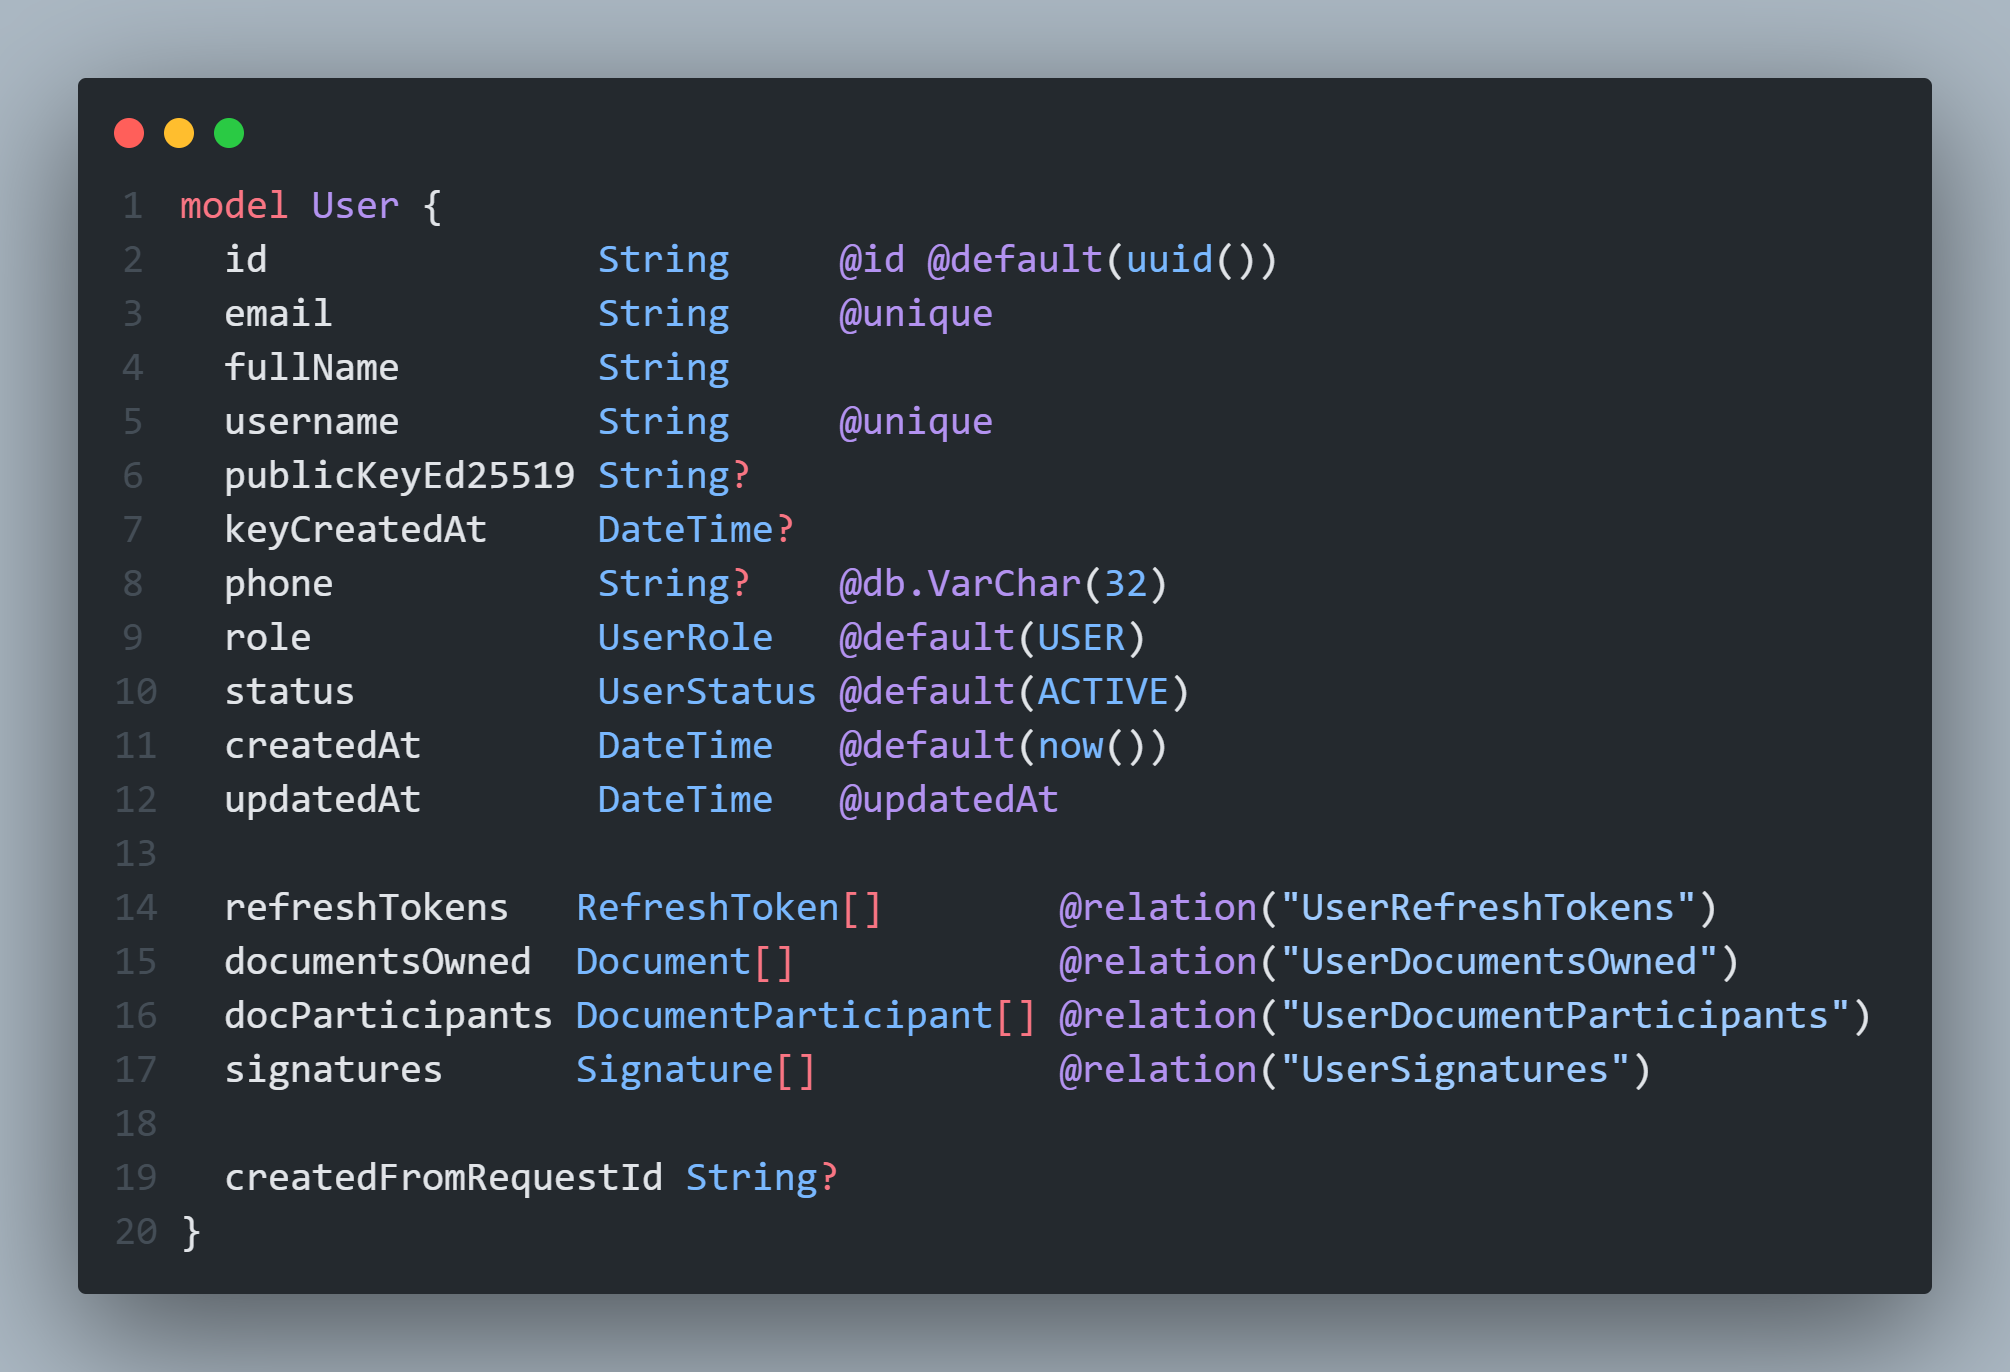 1 model User {
2   id               String     @id @default(uuid())
3   email            String     @unique
4   fullName         String
5   username         String     @unique
6   publicKeyEd25519 String?
7   keyCreatedAt     DateTime?
8   phone            String?    @db.VarChar(32)
9   role             UserRole   @default(USER)
10   status           UserStatus @default(ACTIVE)
11   createdAt        DateTime   @default(now())
12   updatedAt        DateTime   @updatedAt
13
14   refreshTokens   RefreshToken[]        @relation("UserRefreshTokens")
15   documentsOwned  Document[]            @relation("UserDocumentsOwned")
16   docParticipants DocumentParticipant[] @relation("UserDocumentParticipants")
17   signatures      Signature[]           @relation("UserSignatures")
18
19   createdFromRequestId String?
20 }